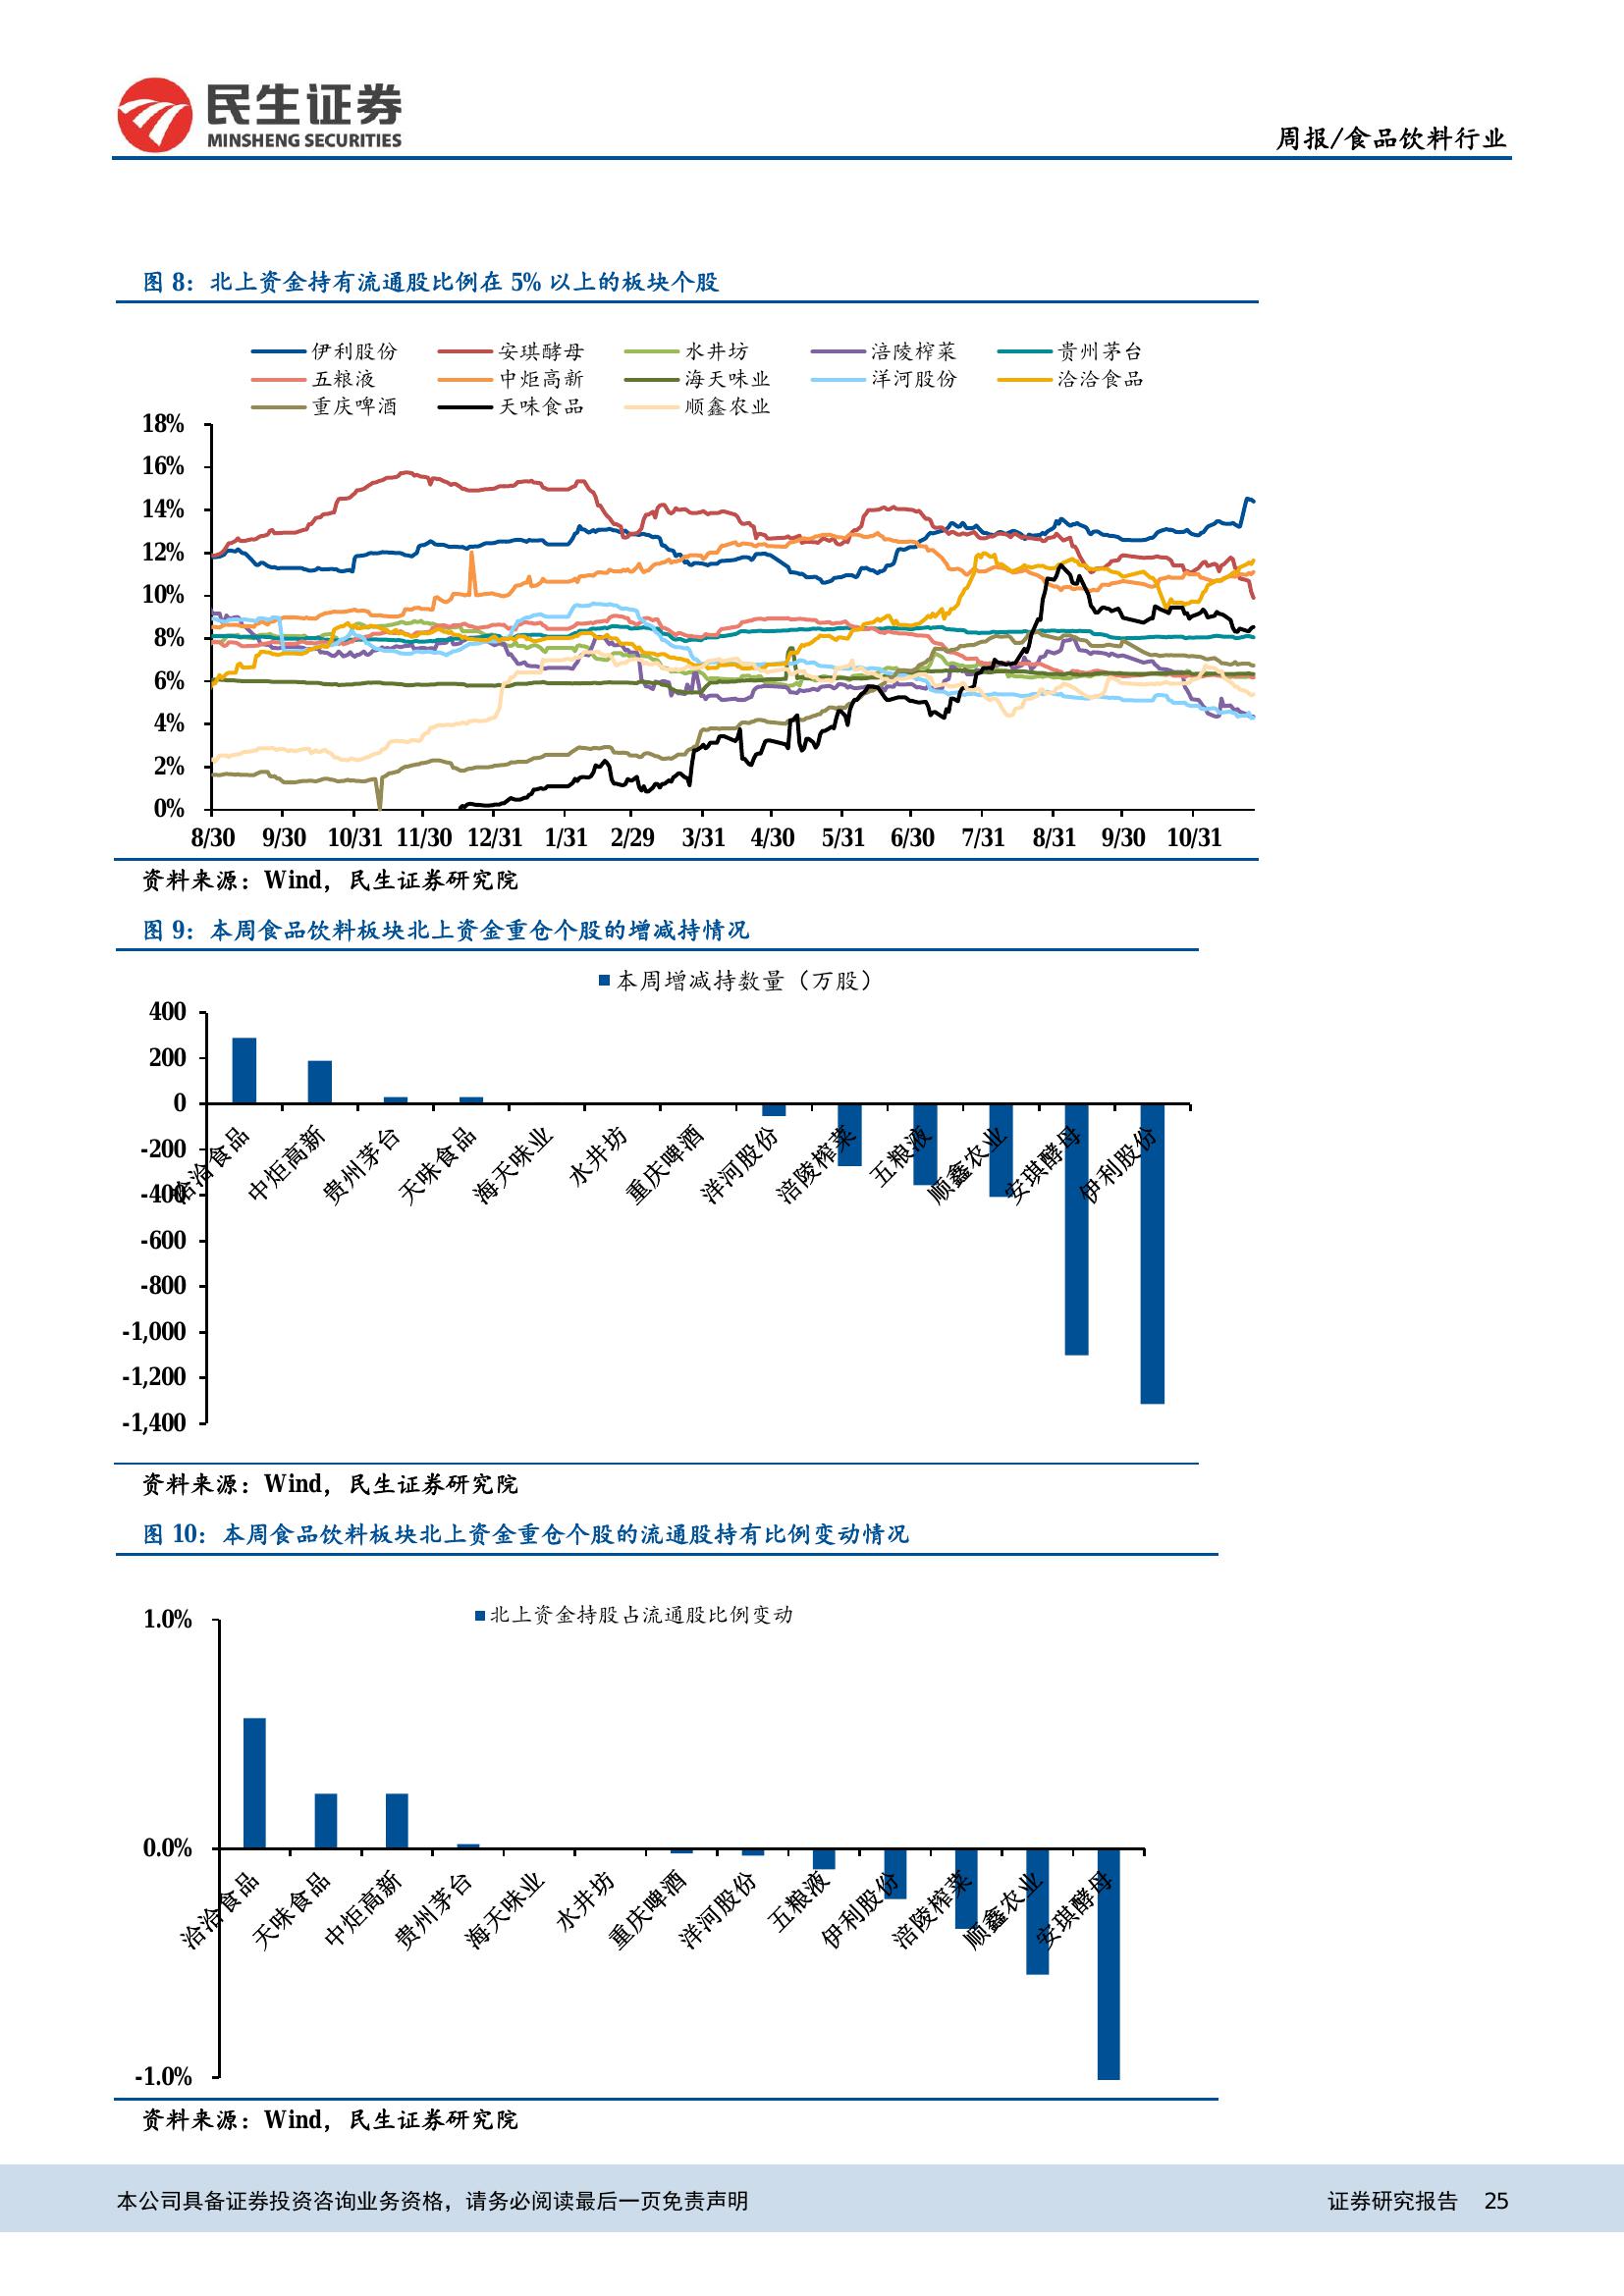 民生证券
MINSHENG SECURITIES
周报/食品饮料行业
图 8：北上资金持有流通股比例在 5% 以上的板块个股
伊利股份 安琪酵母 水井坊 涪陵榨菜 贵州茅台
五粮液 中炬高新 海天味业 洋河股份 洽洽食品
重庆啤酒 天味食品 顺鑫农业
18%
16%
14%
12%
10%
8%
6%
4%
2%
0%
8/30 9/30 10/31 11/30 12/31 1/31 2/29 3/31 4/30 5/31 6/30 7/31 8/31 9/30 10/31
资料来源：Wind，民生证券研究院
图 9：本周食品饮料板块北上资金重仓个股的增减持情况
本周增减持数量（万股）
400
200
0
-200
-400
-600
-800
-1,000
-1,200
-1,400
洽洽食品 中炬高新 贵州茅台 天味食品 海天味业 水井坊 重庆啤酒 洋河股份 涪陵榨菜 五粮液 顺鑫农业 安琪酵母 伊利股份
资料来源：Wind，民生证券研究院
图 10：本周食品饮料板块北上资金重仓个股的流通股持有比例变动情况
北上资金持股占流通股比例变动
1.0%
0.0%
-1.0%
洽洽食品 天味食品 中炬高新 贵州茅台 海天味业 水井坊 重庆啤酒 洋河股份 五粮液 伊利股份 涪陵榨菜 顺鑫农业 安琪酵母
资料来源：Wind，民生证券研究院
本公司具备证券投资咨询业务资格，请务必阅读最后一页免责声明 证券研究报告 25